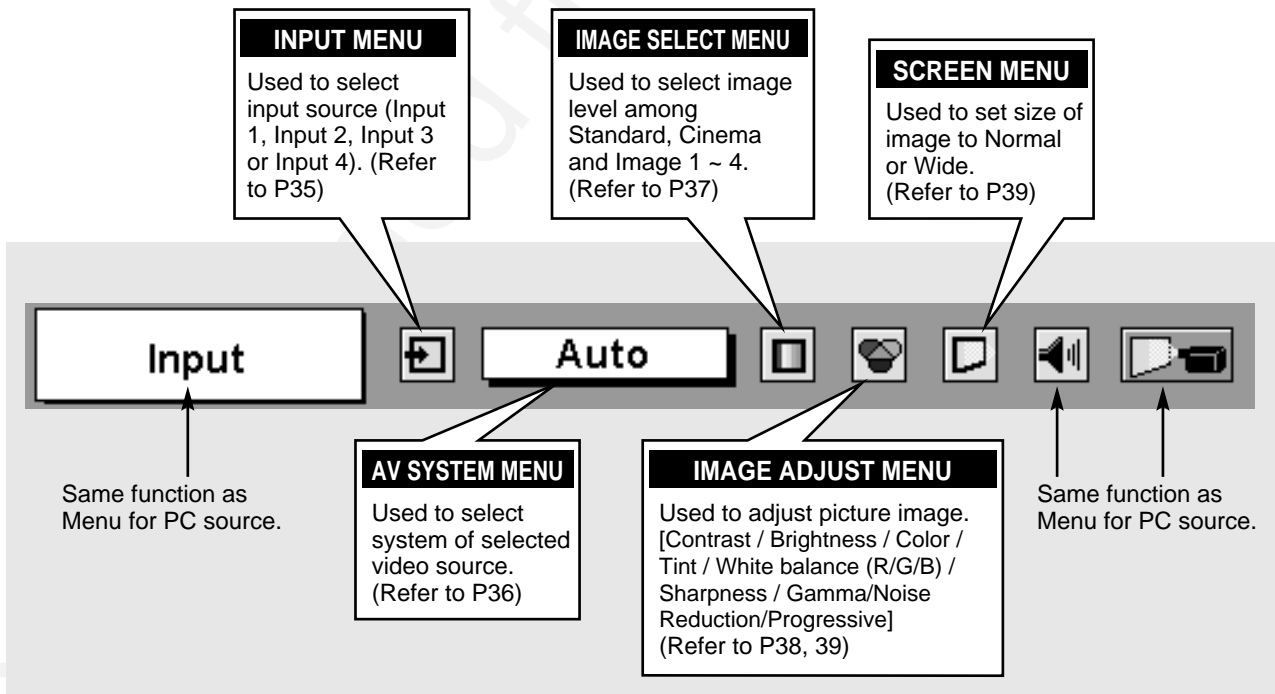 INPUT MENU
Used to select
input source (Input
1, Input 2, Input 3
or Input 4). (Refer
to P35)
IMAGE SELECT MENU
Used to select image
level among
Standard, Cinema
and Image 1 ~ 4.
(Refer to P37)
SCREEN MENU
Used to set size of
image to Normal
or Wide.
(Refer to P39)
Input
Auto
Same function as
Menu for PC source.
AV SYSTEM MENU
Used to select
system of selected
video source.
(Refer to P36)
IMAGE ADJUST MENU
Used to adjust picture image.
[Contrast / Brightness / Color /
Tint / White balance (R/G/B) /
Sharpness / Gamma/Noise
Reduction/Progressive]
(Refer to P38, 39)
Same function as
Menu for PC source.